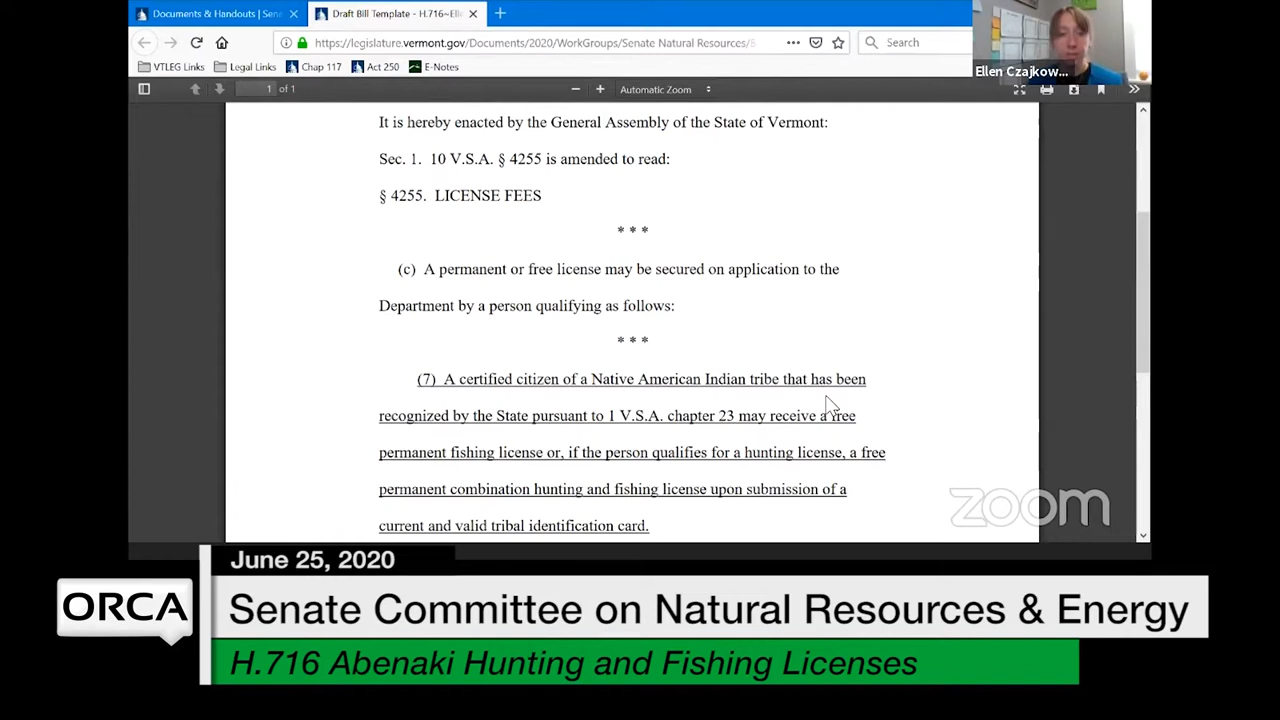 Documents & Handouts | Sena
Draft Bill Template - H.716~Elle
https://legislature.vermont.gov/Documents/2020/WorkGroups/Senate Natural Resources/B
Search
VTLEG Links
Legal Links
Chap 117
Act 250
E-Notes
Ellen Czajkow...
1 of 1
Automatic Zoom
It is hereby enacted by the General Assembly of the State of Vermont:
Sec. 1. 10 V.S.A. § 4255 is amended to read:
§ 4255. LICENSE FEES
* * *
(c) A permanent or free license may be secured on application to the
Department by a person qualifying as follows:
* * *
(7) A certified citizen of a Native American Indian tribe that has been
recognized by the State pursuant to 1 V.S.A. chapter 23 may receive a free
permanent fishing license or, if the person qualifies for a hunting license, a free
permanent combination hunting and fishing license upon submission of a
current and valid tribal identification card.
zoom
June 25, 2020
ORCA
Senate Committee on Natural Resources & Energy
H.716 Abenaki Hunting and Fishing Licenses